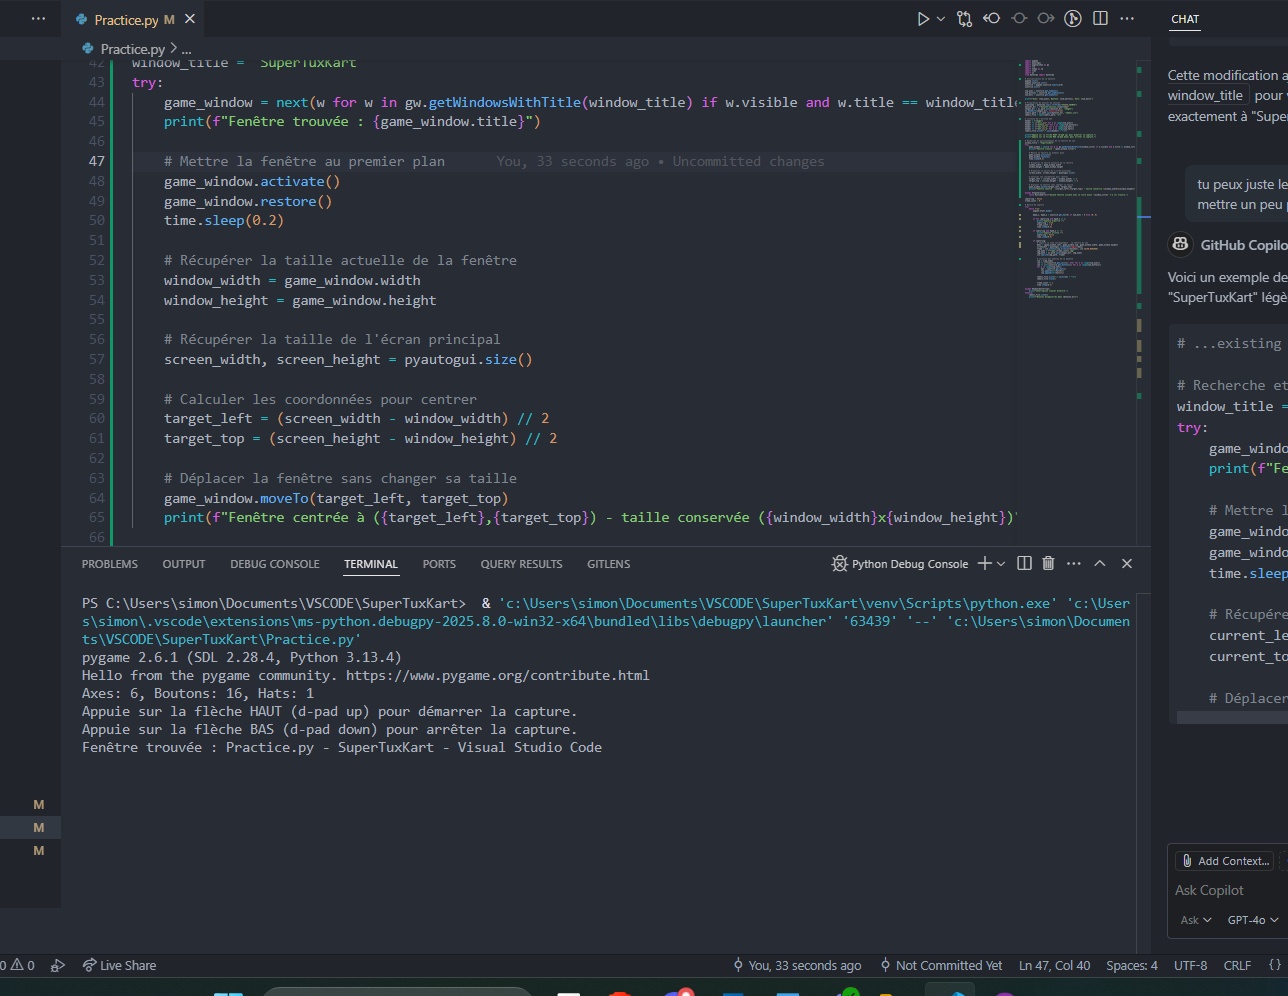 Practice.py M
CHAT
Practice.py > ...
42 window_title = "SuperTuxKart"
43 try:
44 game_window = next(w for w in gw.getWindowsWithTitle(window_title) if w.visible and w.title == window_titl
45 print(f"Fenêtre trouvée : {game_window.title}")
46
47 # Mettre la fenêtre au premier plan You, 33 seconds ago • Uncommitted changes
48 game_window.activate()
49 game_window.restore()
50 time.sleep(0.2)
51
52 # Récupérer la taille actuelle de la fenêtre
53 window_width = game_window.width
54 window_height = game_window.height
55
56 # Récupérer la taille de l'écran principal
57 screen_width, screen_height = pyautogui.size()
58
59 # Calculer les coordonnées pour centrer
60 target_left = (screen_width - window_width) // 2
61 target_top = (screen_height - window_height) // 2
62
63 # Déplacer la fenêtre sans changer sa taille
64 game_window.moveTo(target_left, target_top)
65 print(f"Fenêtre centrée à ({target_left},{target_top}) - taille conservée ({window_width}x{window_height})"
66
PROBLEMS OUTPUT DEBUG CONSOLE TERMINAL PORTS QUERY RESULTS GITLENS
Python Debug Console
PS C:\Users\simon\Documents\VSCODE\SuperTuxKart> & 'c:\Users\simon\Documents\VSCODE\SuperTuxKart\venv\Scripts\python.exe' 'c:\User
s\simon\.vscode\extensions\ms-python.debugpy-2025.8.0-win32-x64\bundled\libs\debugpy\launcher' '63439' '--' 'c:\Users\simon\Documen
ts\VSCODE\SuperTuxKart\Practice.py'
pygame 2.6.1 (SDL 2.28.4, Python 3.13.4)
Hello from the pygame community. https://www.pygame.org/contribute.html
Axes: 6, Boutons: 16, Hats: 1
Appuie sur la flèche HAUT (d-pad up) pour démarrer la capture.
Appuie sur la flèche BAS (d-pad down) pour arrêter la capture.
Fenêtre trouvée : Practice.py - SuperTuxKart - Visual Studio Code
M
M
M
Cette modification a
window_title pour
exactement à "Super
tu peux juste le
mettre un peu
GitHub Copilo
Voici un exemple de
"SuperTuxKart" légè
# ...existing
# Recherche et
window_title =
try:
game_windo
print(f"Fe
# Mettre l
game_windo
game_windo
time.sleep
# Récupére
current_le
current_to
# Déplacer
Add Context...
Ask Copilot
Ask GPT-4o
0 0 Live Share You, 33 seconds ago Not Committed Yet Ln 47, Col 40 Spaces: 4 UTF-8 CRLF {}